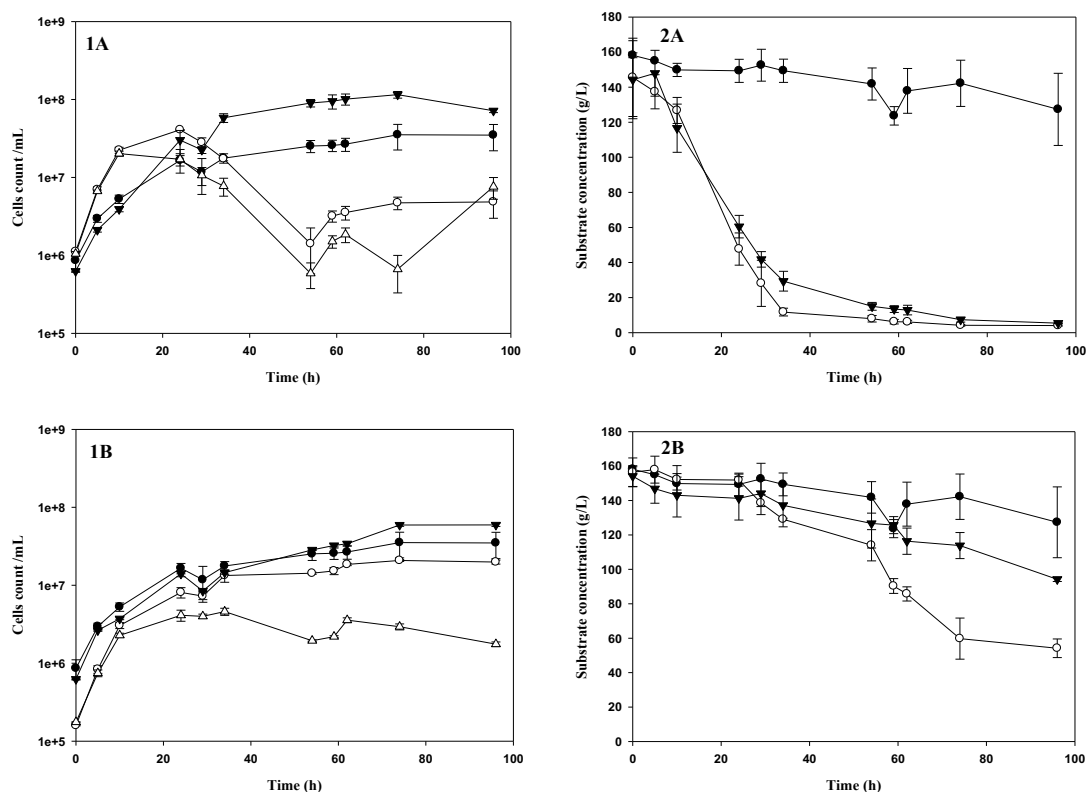 1A
1e+9
1e+8
1e+7
1e+6
1e+5
Cells count /mL
0 20 40 60 80 100
Time (h)
2A
180
160
140
120
100
80
60
40
20
0
Substrate concentration (g/L)
0 20 40 60 80 100
Time (h)
1B
1e+9
1e+8
1e+7
1e+6
1e+5
Cells count /mL
0 20 40 60 80 100
Time (h)
2B
180
160
140
120
100
80
60
40
20
0
Substrate concentration (g/L)
0 20 40 60 80 100
Time (h)